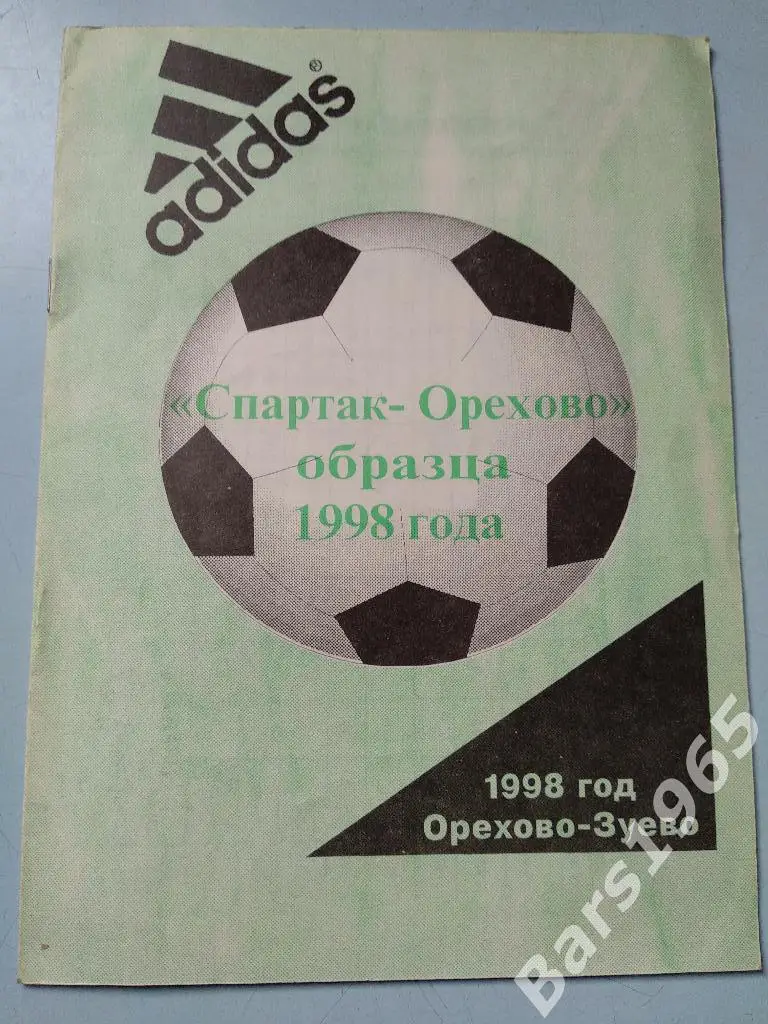 adidas®
«Спартак- Орехово»
образца
1998 года
1998 год
Орехово-Зуево
Bars1965